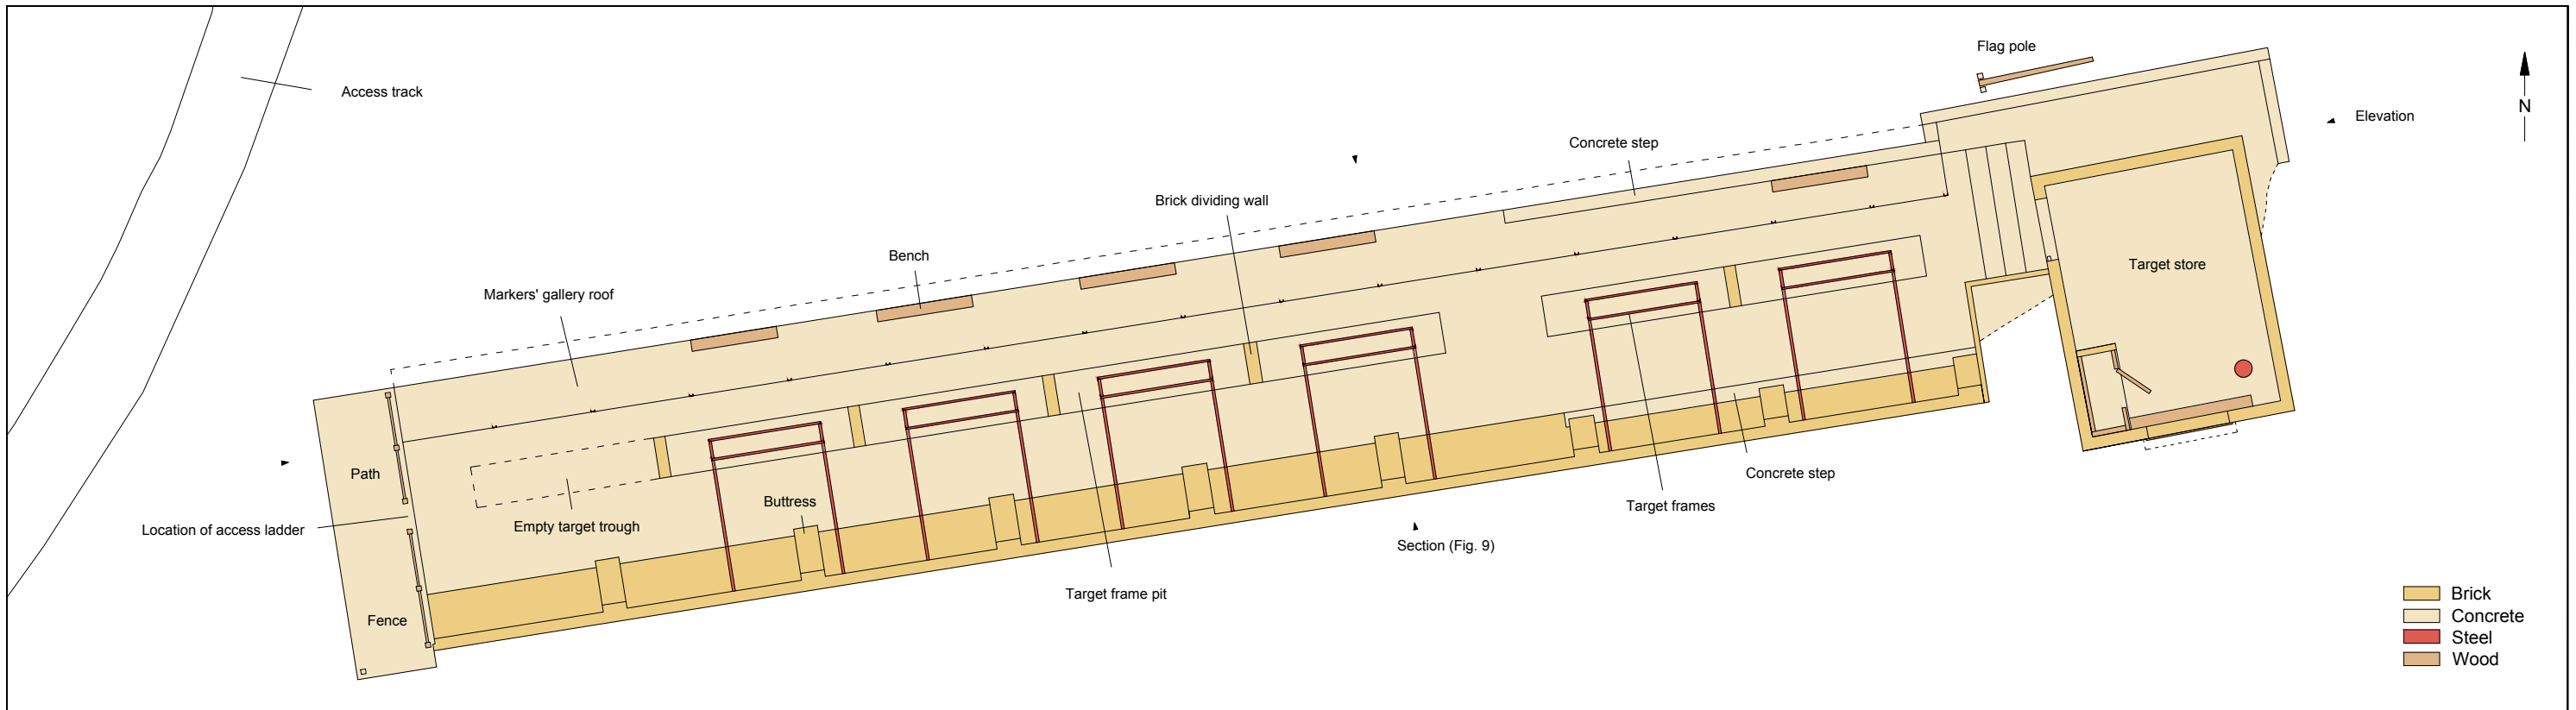 Flag pole
Access track
N
Elevation
Concrete step
Brick dividing wall
Bench
Target store
Markers' gallery roof
Path
Concrete step
Buttress
Target frames
Empty target trough
Location of access ladder
Section (Fig. 9)
Target frame pit
Fence
Brick
Concrete
Steel
Wood